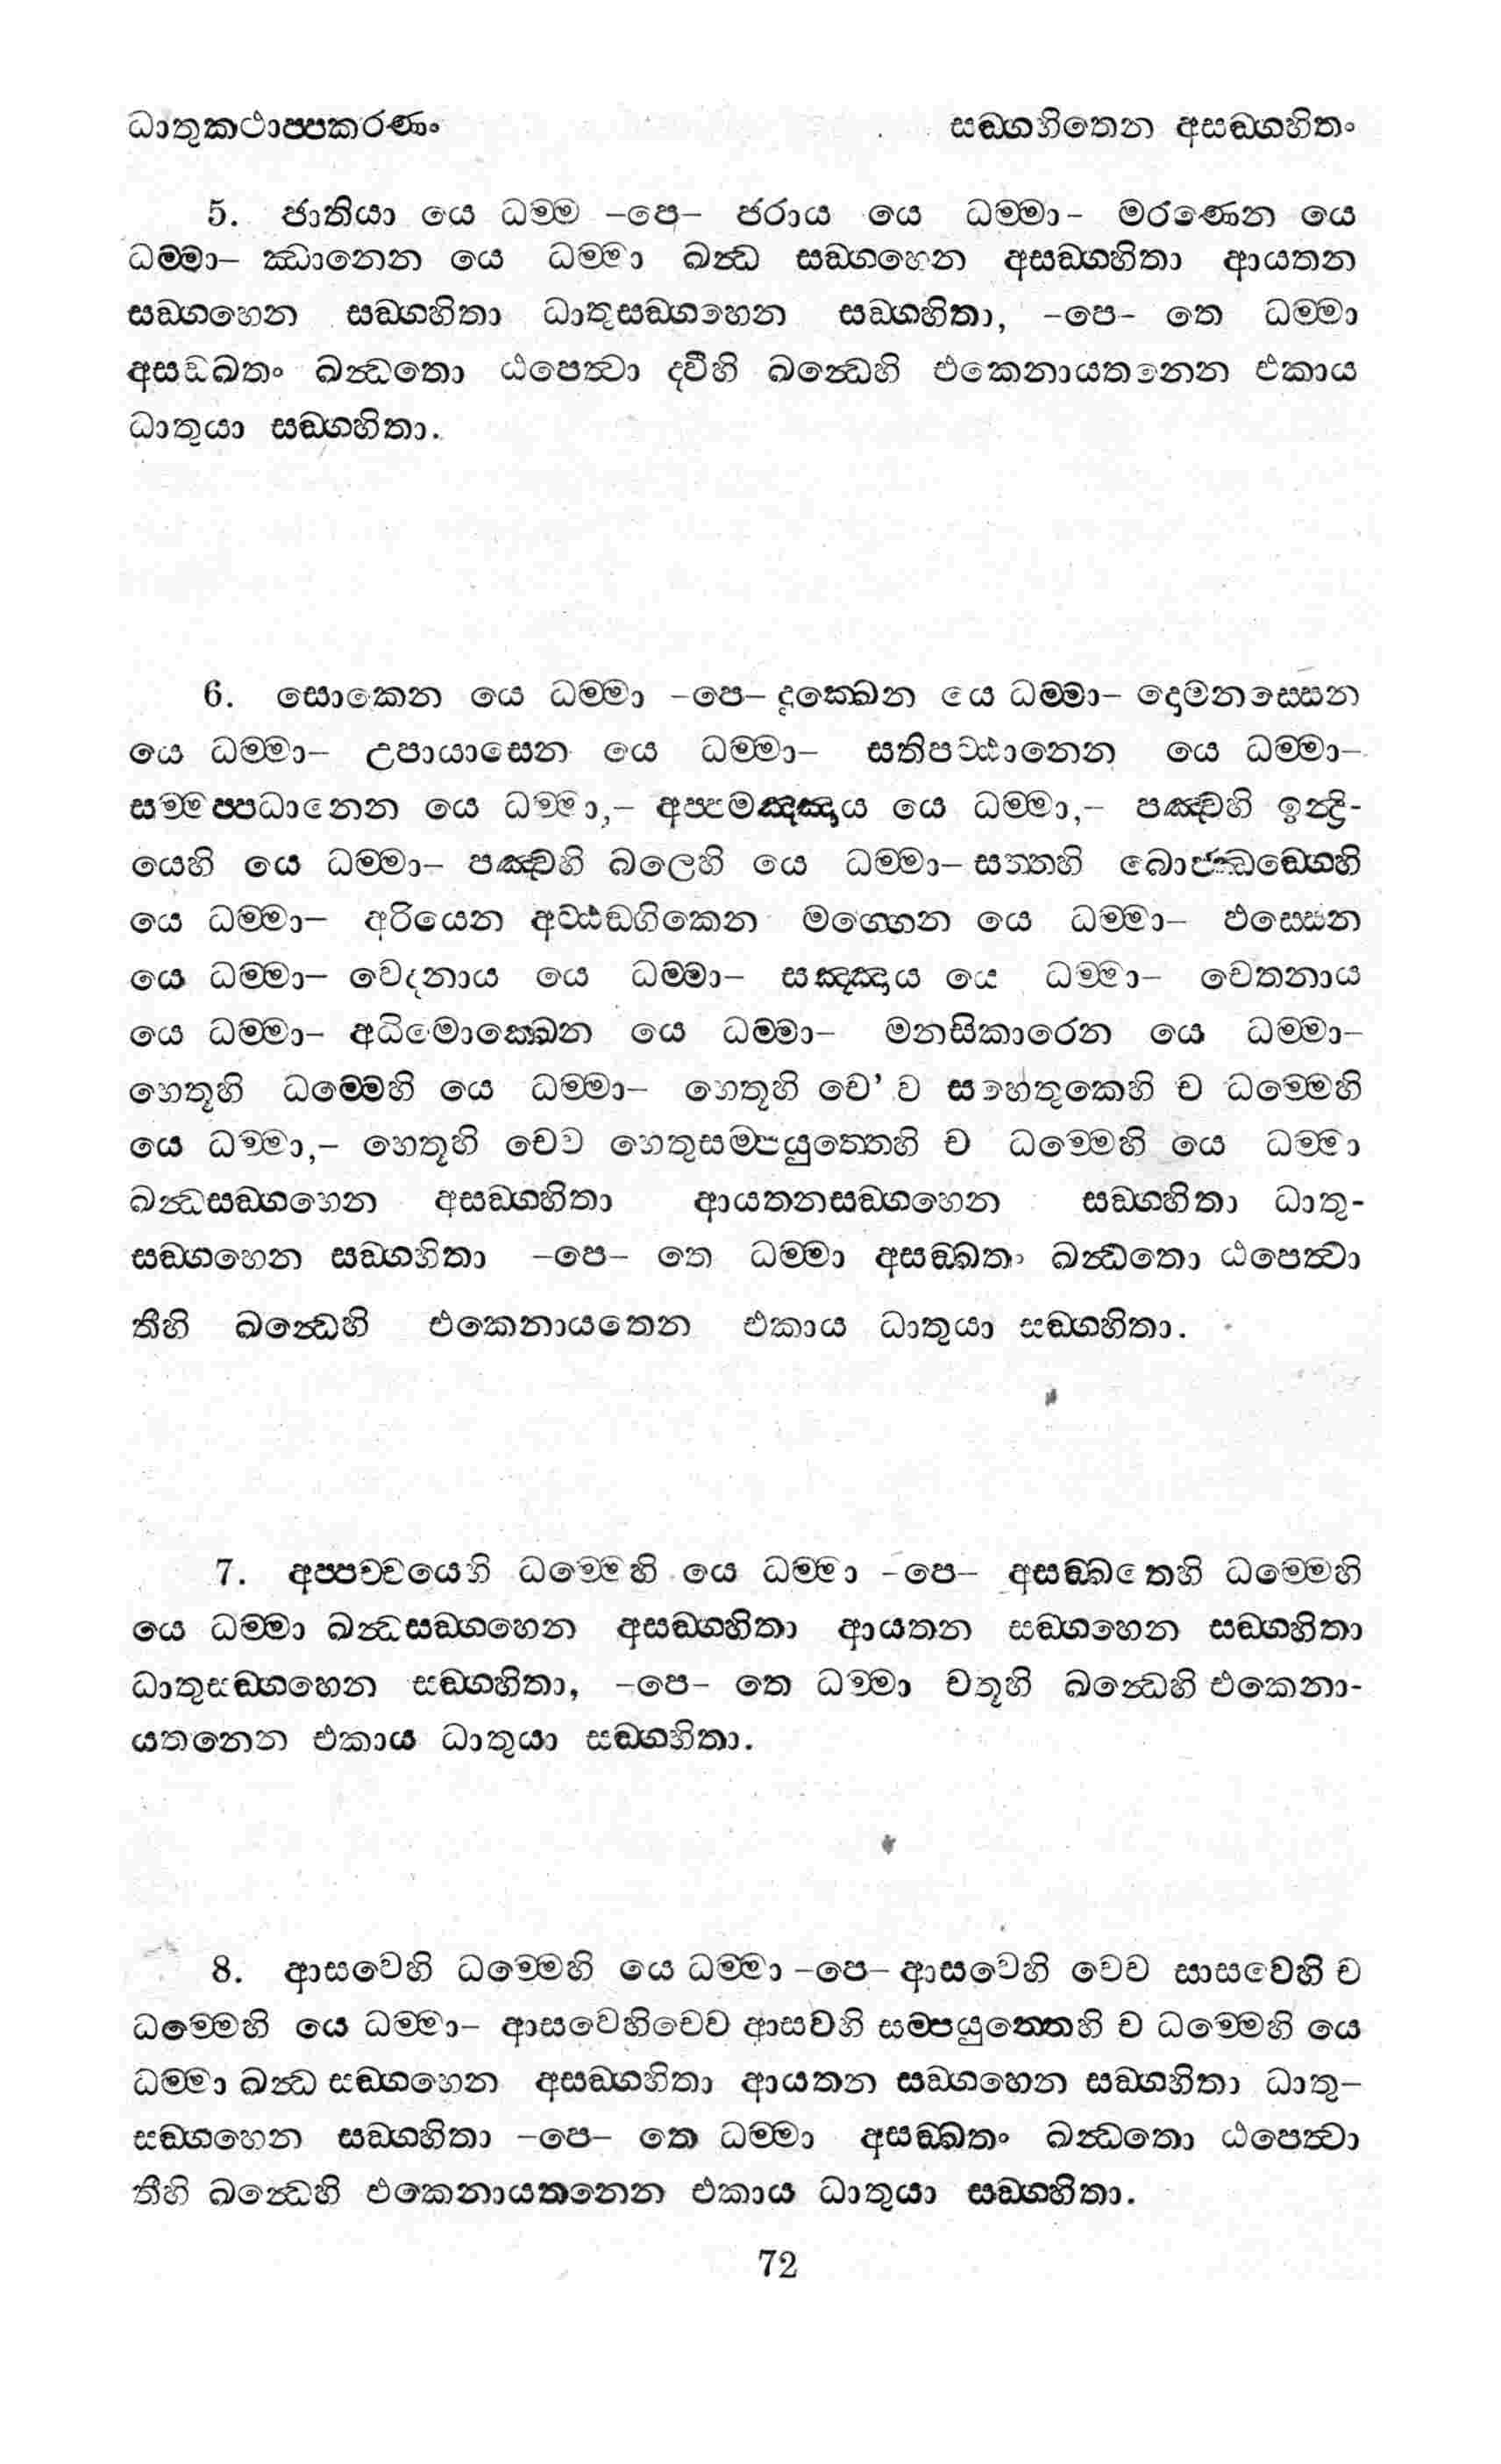 ධාතුකථාප්පකරණං සඞ්ගහිතෙන අසඞ්ගහිතං
5. ජාතියා යෙ ධම්ම -පෙ- ජරාය යෙ ධම්මා- මරණෙන යෙ
ධම්මා- ඣානෙන යෙ ධම්මා ඛන්ධ සඞ්ගහෙන අසඞ්ගහිතා ආයතන
සඞ්ගහෙන සඞ්ගහිතා ධාතුසඞ්ගහෙන සඞ්ගහිතා, -පෙ- තෙ ධම්මා
අසඞ්ඛතං ඛන්ධතො ඨපෙත්වා ද්වීහි ඛන්ධෙහි එකෙනායතනෙන එකාය
ධාතුයා සඞ්ගහිතා.
6. සොකෙන යෙ ධම්මා -පෙ- දුක්ඛෙන යෙ ධම්මා- දොමනස්සෙන
යෙ ධම්මා- උපායාසෙන යෙ ධම්මා- සතිපට්ඨානෙන යෙ ධම්මා-
සම්මප්පධානෙන යෙ ධම්මා,- අප්පමඤ්ඤාය යෙ ධම්මා,- පඤ්චහි ඉන්ද්‍රි-
යෙහි යෙ ධම්මා- පඤ්චහි බලෙහි යෙ ධම්මා- සත්තහි බොජ්ඣඞ්ගෙහි
යෙ ධම්මා- අරියෙන අට්ඨඞ්ගිකෙන මග්ගෙන යෙ ධම්මා- ඵස්සෙන
යෙ ධම්මා- වෙදනාය යෙ ධම්මා- සඤ්ඤාය යෙ ධම්මා- චෙතනාය
යෙ ධම්මා- අධිමොක්ඛෙන යෙ ධම්මා- මනසිකාරෙන යෙ ධම්මා-
හෙතූහි ධම්මෙහි යෙ ධම්මා- හෙතූහි චෙ’ව සහෙතුකෙහි ච ධම්මෙහි
යෙ ධම්මා,- හෙතූහි චෙව හෙතුසම්පයුත්තෙහි ච ධම්මෙහි යෙ ධම්මා
ඛන්ධසඞ්ගහෙන අසඞ්ගහිතා ආයතනසඞ්ගහෙන සඞ්ගහිතා ධාතු-
සඞ්ගහෙන සඞ්ගහිතා -පෙ- තෙ ධම්මා අසඞ්ඛතං ඛන්ධතො ඨපෙත්වා
තීහි ඛන්ධෙහි එකෙනායතෙන එකාය ධාතුයා සඞ්ගහිතා.
7. අප්පච්චයෙහි ධම්මෙහි යෙ ධම්මා -පෙ- අසඞ්ඛතෙහි ධම්මෙහි
යෙ ධම්මා ඛන්ධසඞ්ගහෙන අසඞ්ගහිතා ආයතන සඞ්ගහෙන සඞ්ගහිතා
ධාතුසඞ්ගහෙන සඞ්ගහිතා, -පෙ- තෙ ධම්මා චතූහි ඛන්ධෙහි එකෙනා-
යතනෙන එකාය ධාතුයා සඞ්ගහිතා.
8. ආසවෙහි ධම්මෙහි යෙ ධම්මා -පෙ- ආසවෙහි වෙව සාසවෙහි ච
ධම්මෙහි යෙ ධම්මා- ආසවෙහිචෙව ආසවහි සම්පයුත්තෙහි ච ධම්මෙහි යෙ
ධම්මා ඛන්ධ සඞ්ගහෙන අසඞ්ගහිතා ආයතන සඞ්ගහෙන සඞ්ගහිතා ධාතු-
සඞ්ගහෙන සඞ්ගහිතා -පෙ- තෙ ධම්මා අසඞ්ඛතං ඛන්ධතො ඨපෙත්වා
තීහි ඛන්ධෙහි එකෙනායතනෙන එකාය ධාතුයා සඞ්ගහිතා.
72